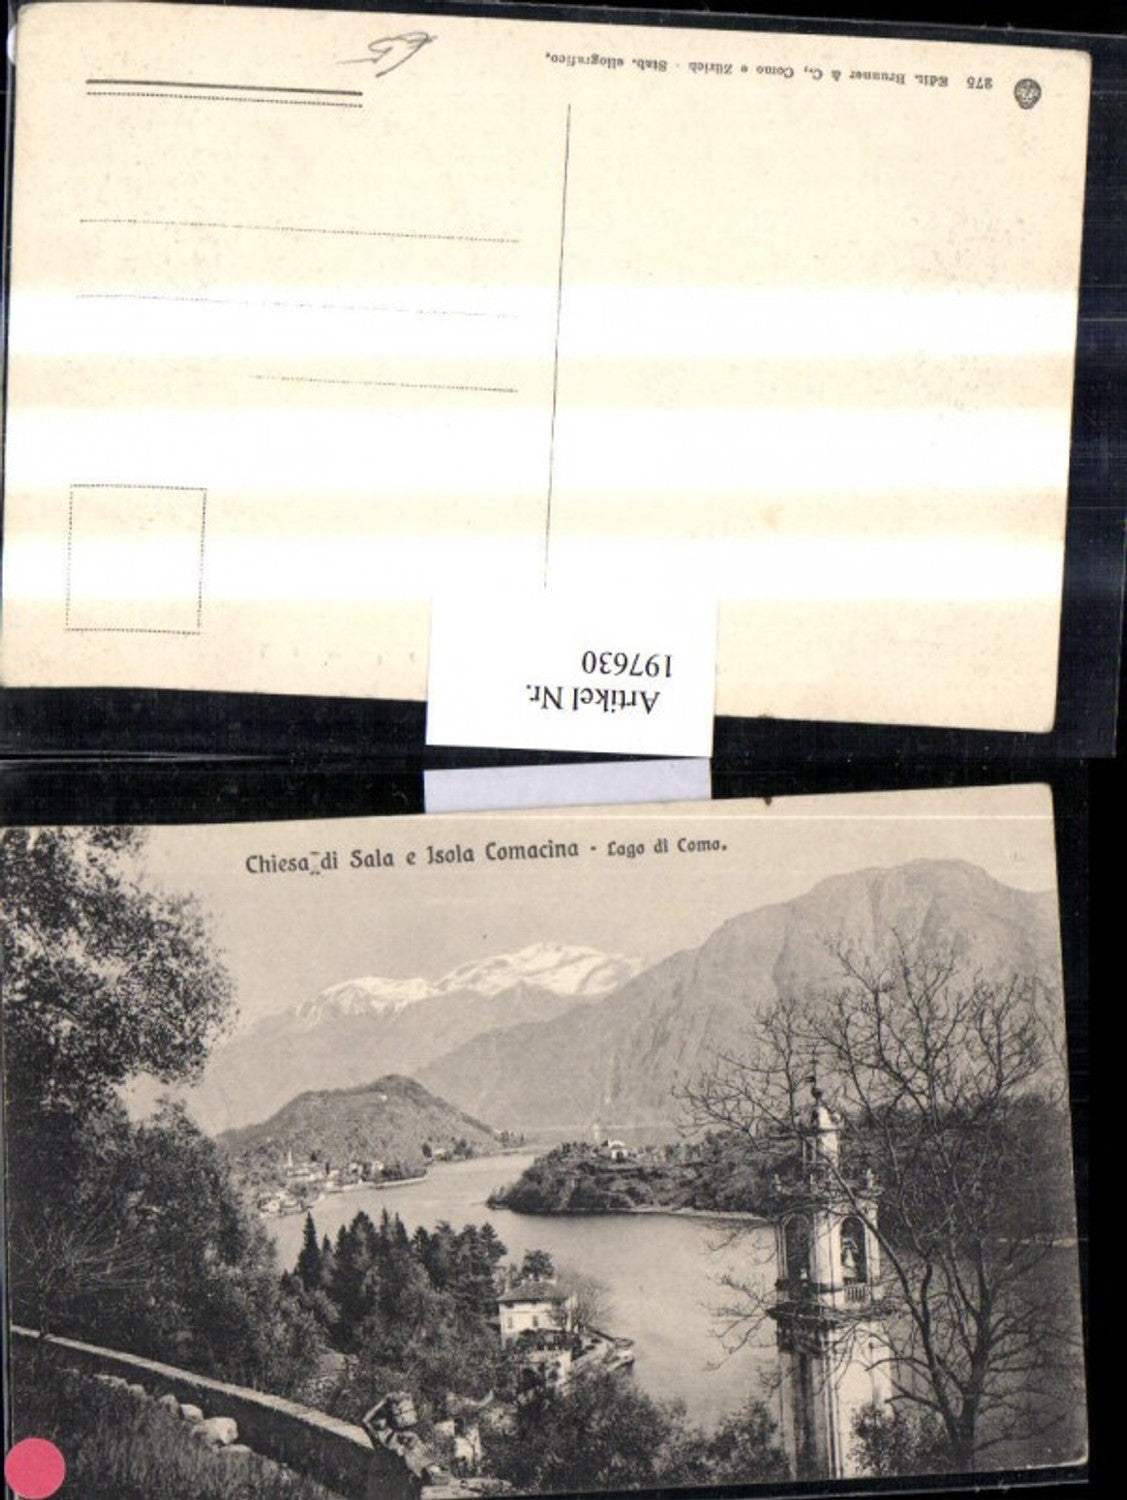 275 Edit. Brunner & C., Como e Zürich - Stab. eliografico.
Artikel Nr.
197630
Chiesa di Sala e Isola Comacina - Lago di Como.